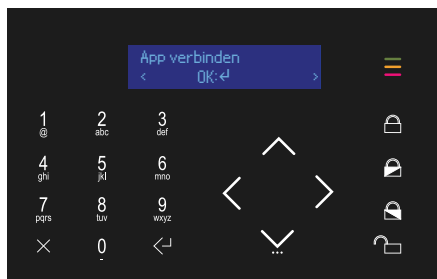 App verbinden
< OK:↵ >
1 2 3
@ abc def
4 5 6
ghi jkl mno
7 8 9
pqrs tuv wxyz
0
-
...